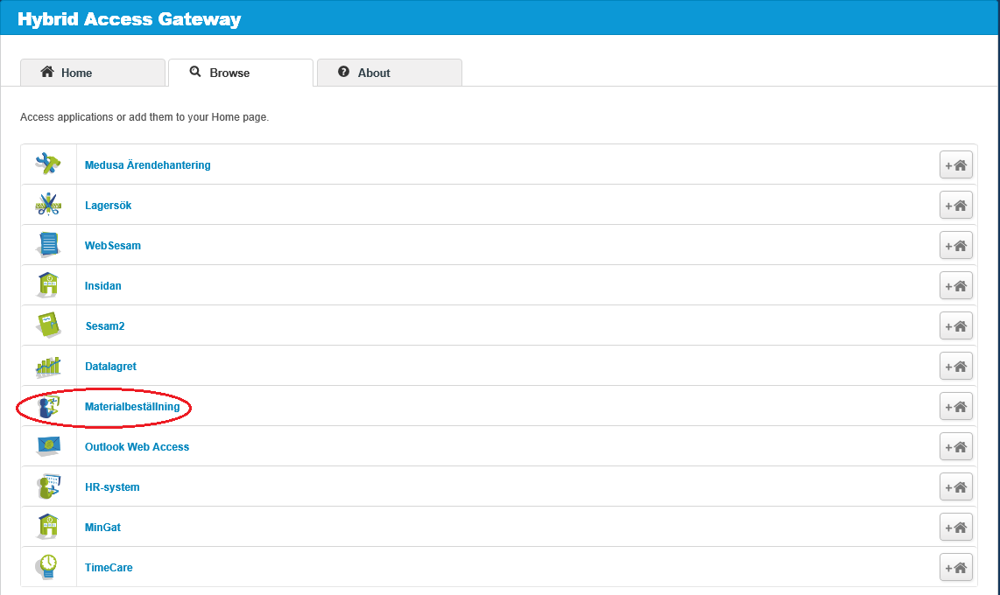 Hybrid Access Gateway
Home
Browse
About
Access applications or add them to your Home page.
Medusa Ärendehantering
Lagersök
WebSesam
Insidan
Sesam2
Datalagret
Materialbeställning
Outlook Web Access
HR-system
MinGat
TimeCare